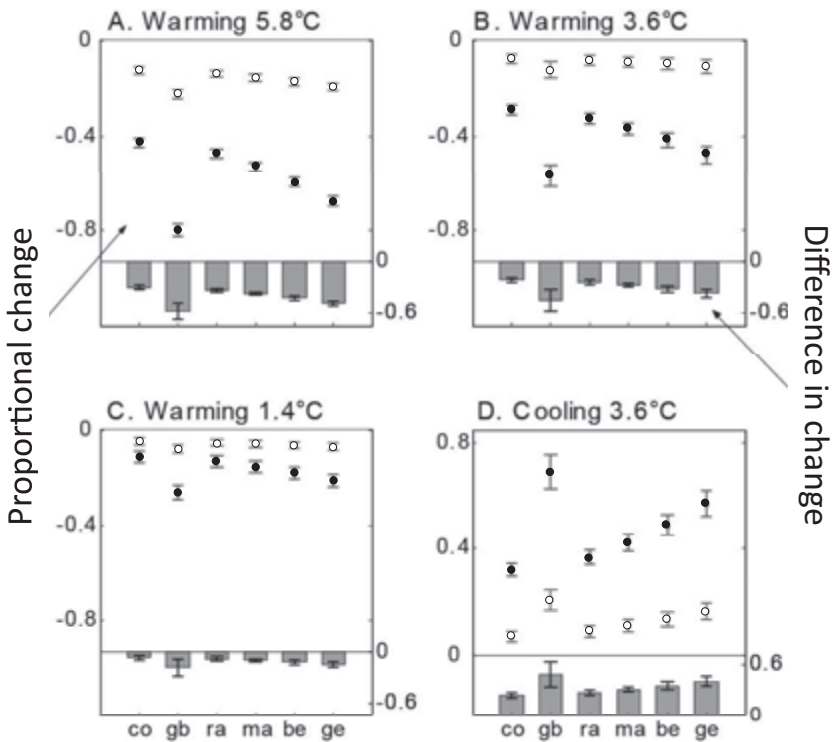 A. Warming 5.8°C
0
-0.4
-0.8
0
-0.6
B. Warming 3.6°C
0
-0.4
-0.8
0
-0.6
Proportional change
Difference in change
C. Warming 1.4°C
0
-0.4
-0.8
0
-0.6
co gb ra ma be ge
D. Cooling 3.6°C
0.8
0.4
0
0.6
0
co gb ra ma be ge